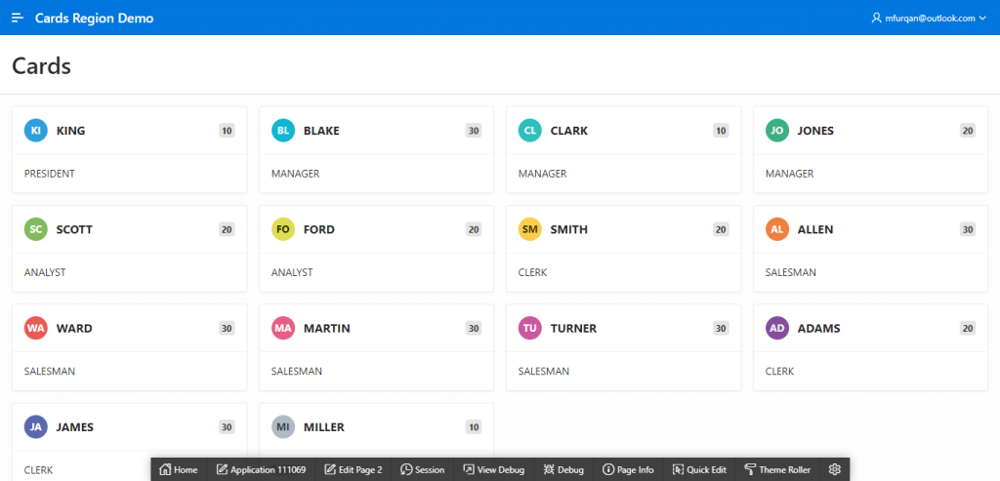 Cards Region Demo mfurqan@outlook.com
Cards
KI KING 10 BL BLAKE 30 CL CLARK 10 JO JONES 20
PRESIDENT MANAGER MANAGER MANAGER
SC SCOTT 20 FO FORD 20 SM SMITH 20 AL ALLEN 30
ANALYST ANALYST CLERK SALESMAN
WA WARD 30 MA MARTIN 30 TU TURNER 30 AD ADAMS 20
SALESMAN SALESMAN SALESMAN CLERK
JA JAMES 30 MI MILLER 10
CLERK
Home Application 111069 Edit Page 2 Session View Debug Debug Page Info Quick Edit Theme Roller